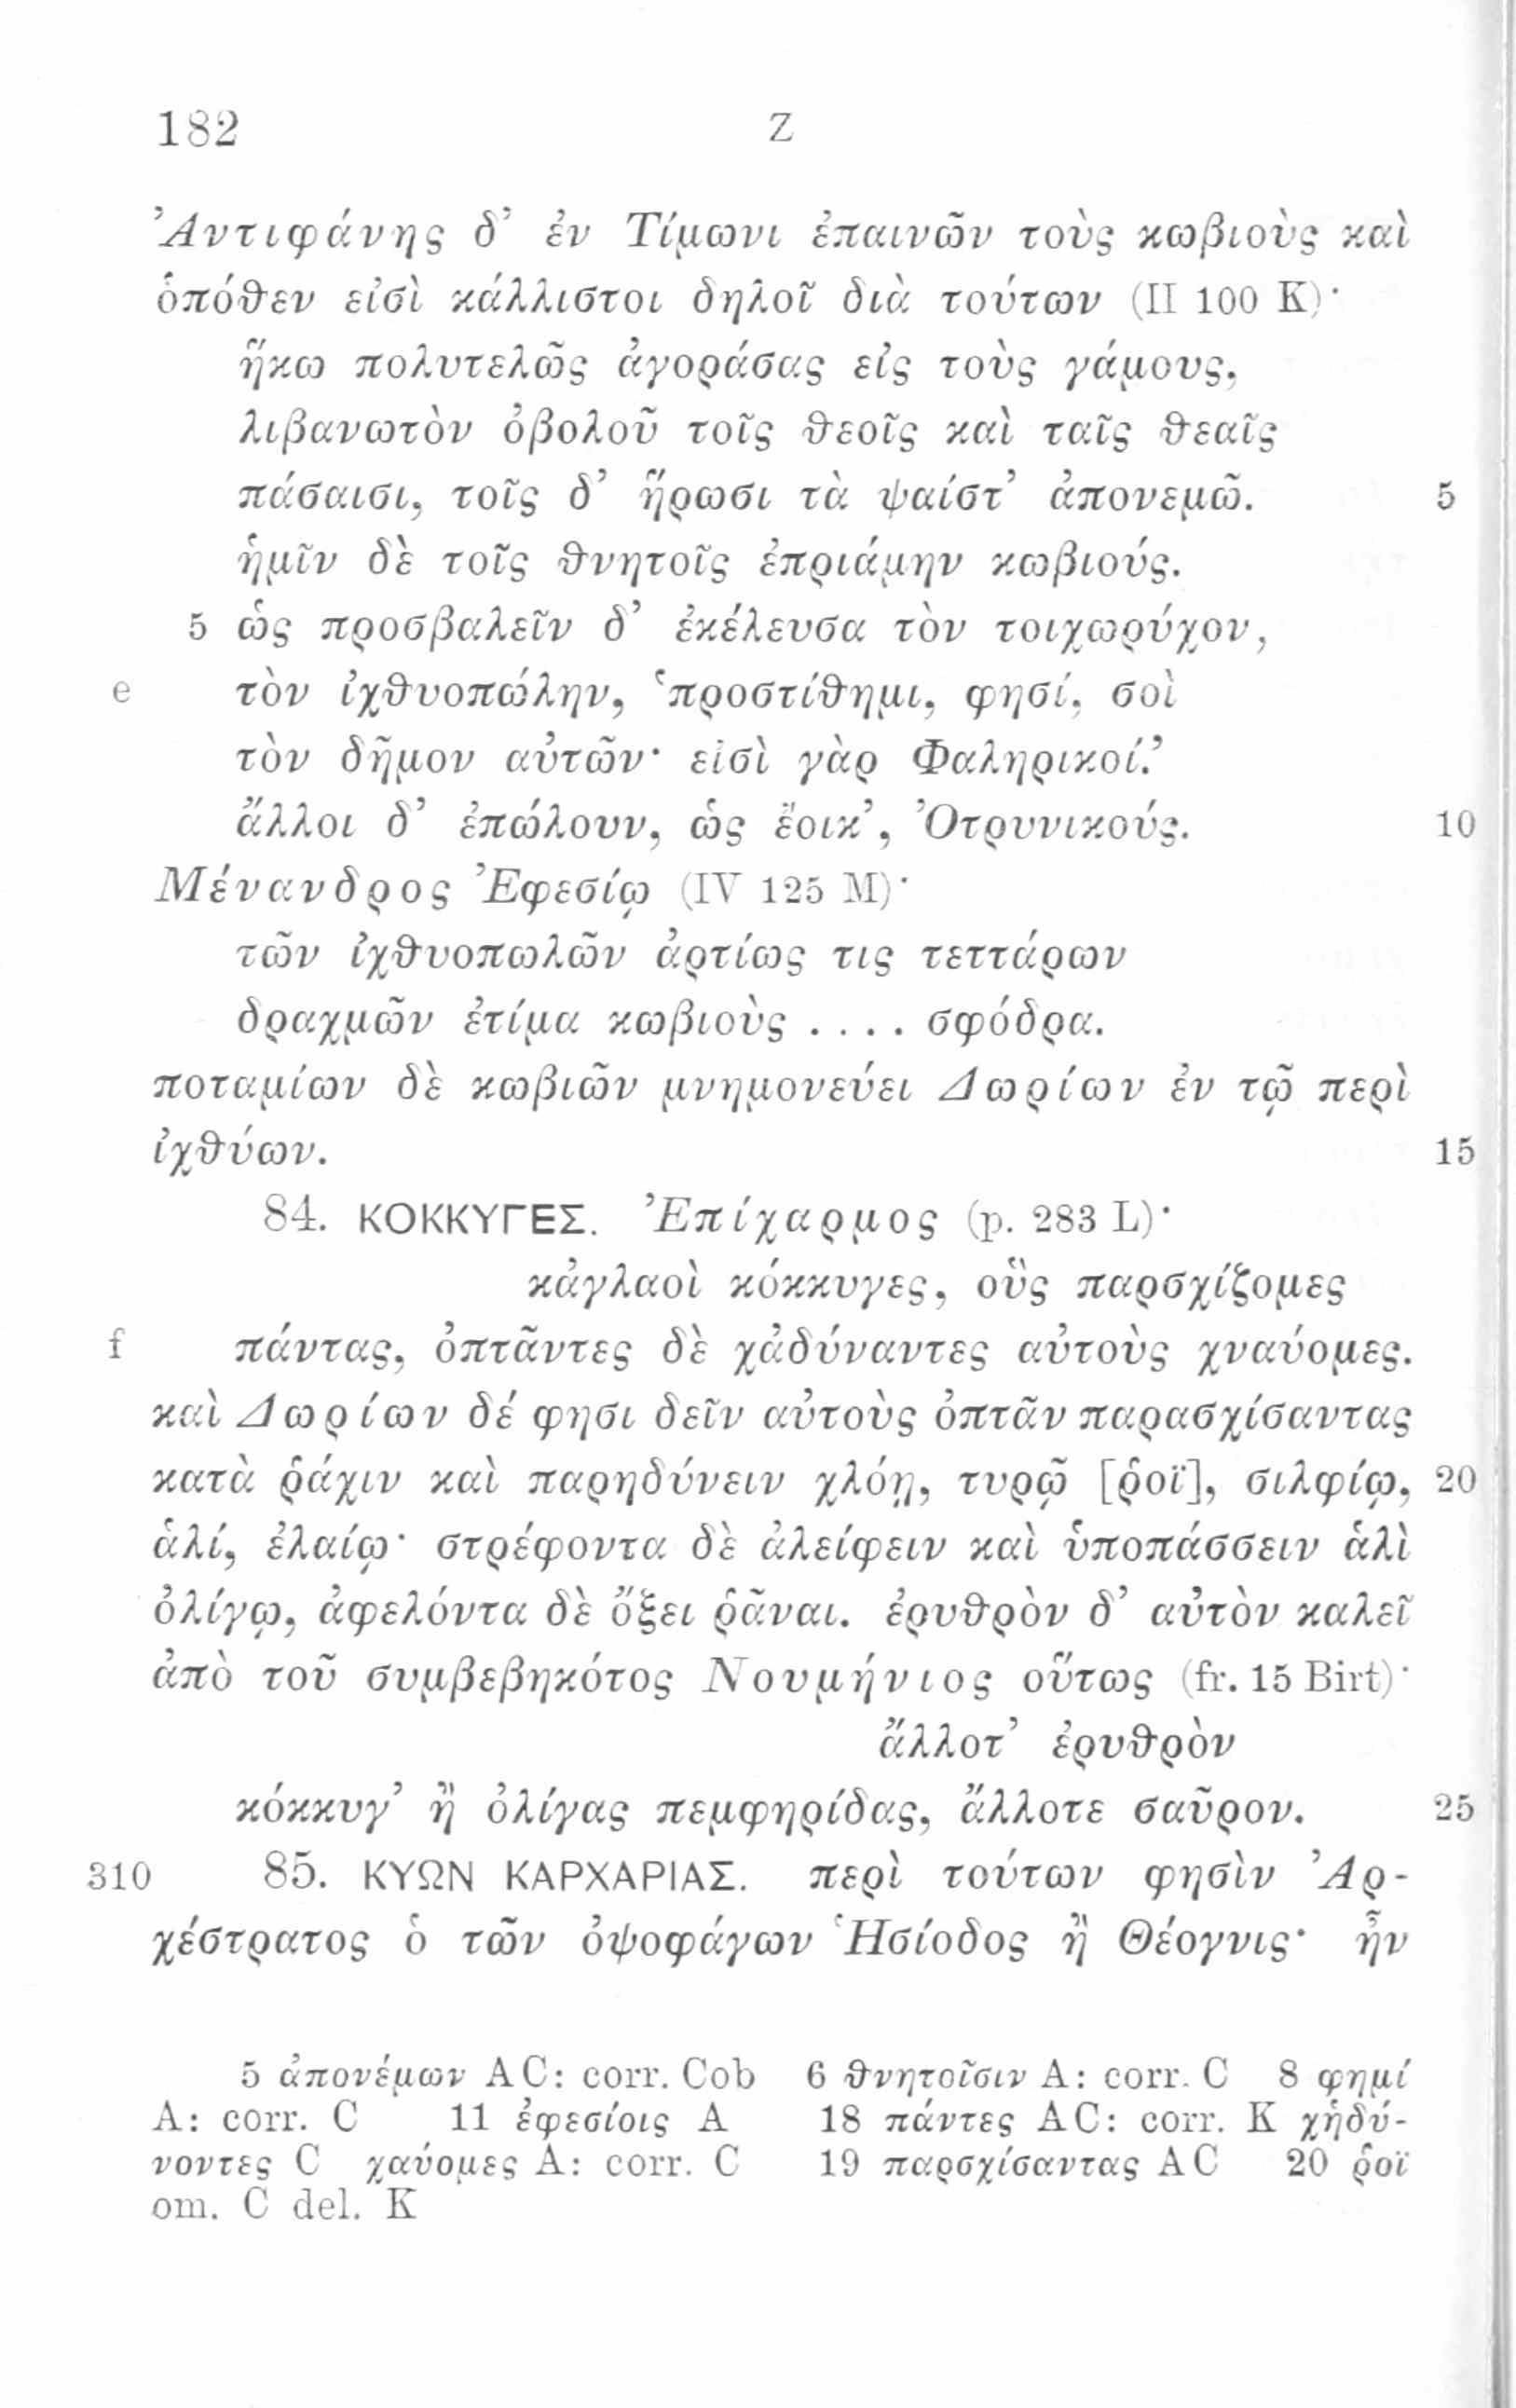 182 Ζ
Ἀντιφάνης δ’ ἐν Τίμωνι ἐπαινῶν τοὺς κωβιοὺς καὶ
ὁπόθεν εἰσὶ κάλλιστοι δηλοῖ διὰ τούτων (II 100 K)·
ἥκω πολυτελῶς ἀγοράσας εἰς τοὺς γάμους,
λιβανωτὸν ὀβολοῦ τοῖς θεοῖς καὶ ταῖς θεαῖς
πάσαισι, τοῖς δ’ ἥρωσι τὰ ψαίστ’ ἀπονεμῶ. 5
ἡμῖν δὲ τοῖς θνητοῖς ἐπριάμην κωβιούς.
5 ὡς προσβαλεῖν δ’ ἐκέλευσα τὸν τοιχωρύχον,
e τὸν ἰχθυοπώλην, ‘προστίθημι, φησί, σοὶ
τὸν δῆμον αὐτῶν· εἰσὶ γὰρ Φαληρικοί.’
ἄλλοι δ’ ἐπώλουν, ὡς ἔοικ’, Ὀτρυνικούς. 10
Μένανδρος Ἐφεσίῳ (IV 125 M)·
τῶν ἰχθυοπωλῶν ἀρτίως τις τεττάρων
δραχμῶν ἐτίμα κωβιοὺς .... σφόδρα.
ποταμίων δὲ κωβιῶν μνημονεύει Δωρίων ἐν τῷ περὶ
ἰχθύων. 15
84. ΚΟΚΚΥΓΕΣ. Ἐπίχαρμος (p. 283 L)·
κἀγλαοὶ κόκκυγες, οὓς παρσχίζομες
f πάντας, ὀπτᾶντες δὲ χἀδύναντες αὐτοὺς χναύομες.
καὶ Δωρίων δέ φησι δεῖν αὐτοὺς ὀπτᾶν παρασχίσαντας
κατὰ ῥάχιν καὶ παρηδύνειν χλόῃ, τυρῷ [ῥοϊ], σιλφίῳ, 20
ἁλί, ἐλαίῳ· στρέφοντα δὲ ἀλείφειν καὶ ὑποπάσσειν ἁλὶ
ὀλίγῳ, ἀφελόντα δὲ ὄξει ῥᾶναι. ἐρυθρὸν δ’ αὐτὸν καλεῖ
ἀπὸ τοῦ συμβεβηκότος Νουμήνιος οὕτως (fr. 15 Birt)·
ἄλλοτ’ ἐρυθρὸν
κόκκυγ’ ἢ ὀλίγας πεμφηρίδας, ἄλλοτε σαῦρον. 25
310 85. ΚΥΩΝ ΚΑΡΧΑΡΙΑΣ. περὶ τούτων φησὶν Ἀρ-
χέστρατος ὁ τῶν ὀψοφάγων Ἡσίοδος ἢ Θέογνις· ἦν
5 ἀπονέμων AC: corr. Cob 6 θνητοῖσιν A: corr. C 8 φημί
A: corr. C 11 ἐφεσίοις A 18 πάντες AC: corr. K χἡδύ-
νοντες C χαύομες A: corr. C 19 παρσχίσαντας AC 20 ῥοϊ
om. C del. K